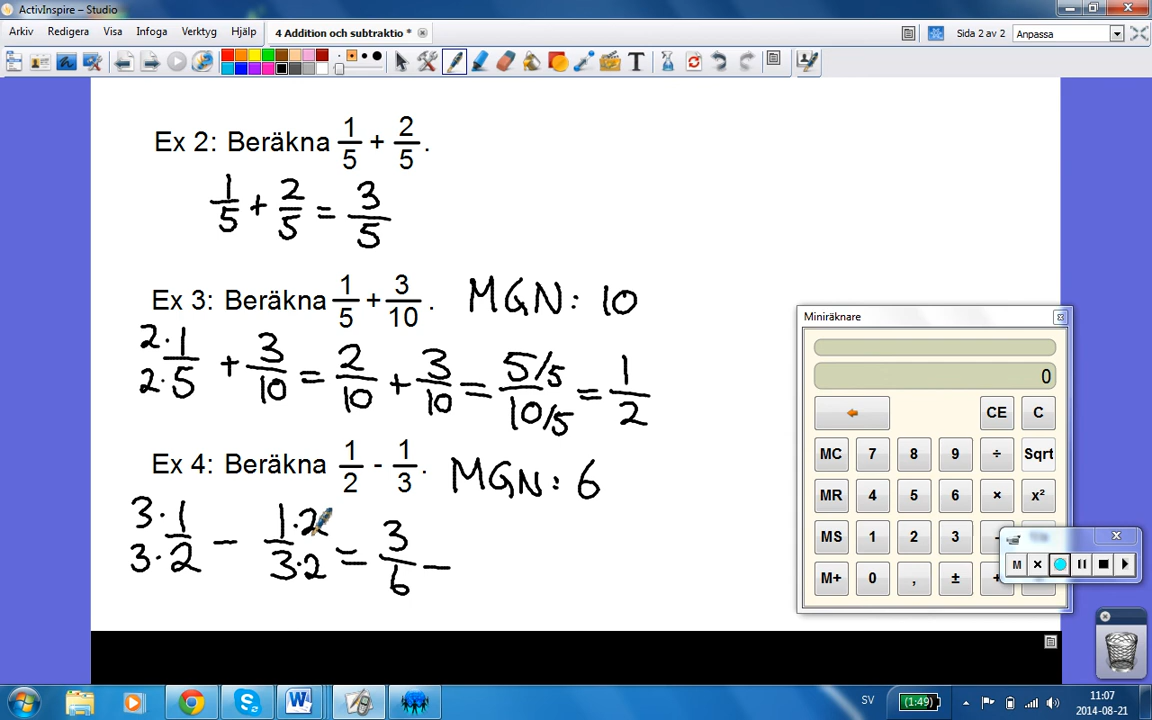 ActivInspire – Studio
Arkiv Redigera Visa Infoga Verktyg Hjälp 4 Addition och subtraktio * Sida 2 av 2 Anpassa
Ex 2: Beräkna 1/5 + 2/5.
1/5 + 2/5 = 3/5
Ex 3: Beräkna 1/5 + 3/10. MGN: 10
2·1/2·5 + 3/10 = 2/10 + 3/10 = 5/5/10/5 = 1/2
Ex 4: Beräkna 1/2 - 1/3. MGN: 6
3·1/3·2 − 1·2/3·2 = 3/6 −
Miniräknare
0
CE C
MC 7 8 9 ÷ Sqrt
MR 4 5 6 × x²
MS 1 2 3 -
M+ 0 , ± +
M
SV (1:49) 11:07
2014-08-21